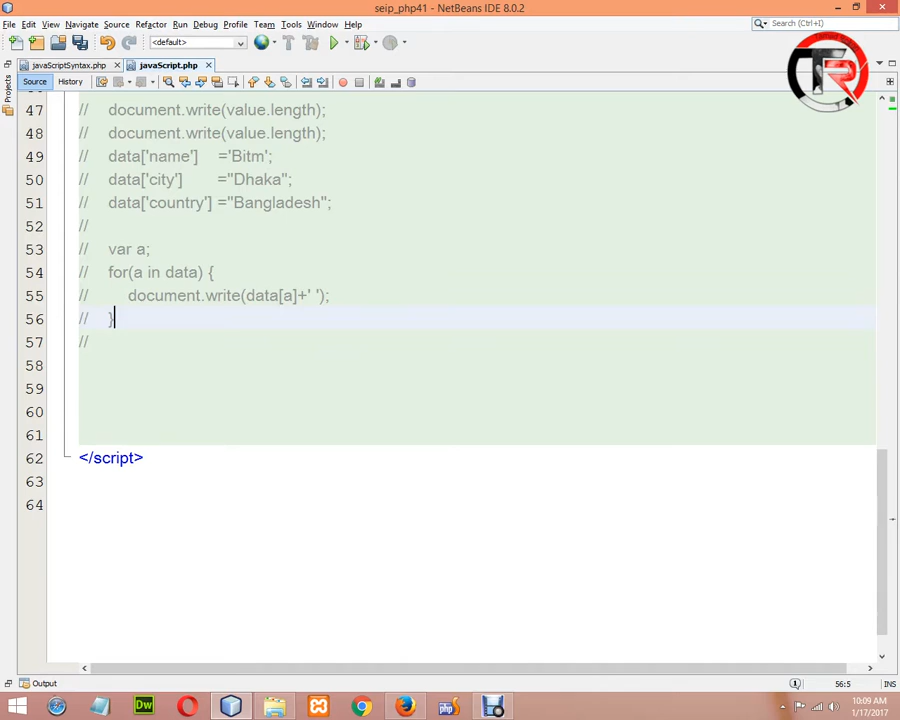 seip_php41 - NetBeans IDE 8.0.2
File Edit View Navigate Source Refactor Run Debug Profile Team Tools Window Help
<default>
Search (Ctrl+I)
javaScriptSyntax.php javaScript.php
Source History
Projects
TR
47 // document.write(value.length);
48 // document.write(value.length);
49 // data['name'] ='Bitm';
50 // data['city'] ="Dhaka";
51 // data['country'] ="Bangladesh";
52 //
53 // var a;
54 // for(a in data) {
55 // document.write(data[a]+' ');
56 // }
57 //
58
59
60
61
62 </script>
63
64
Output
56:5 INS
Dw
php
10:09 AM
1/17/2017